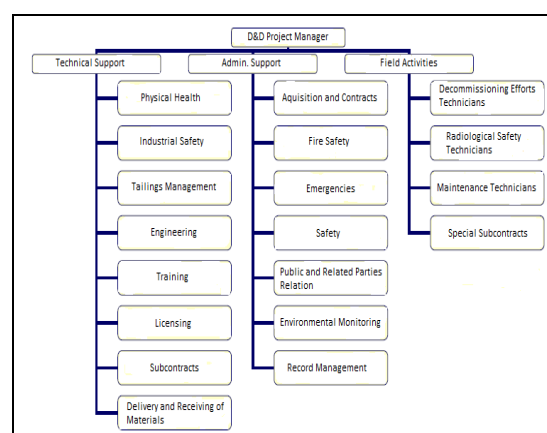 D&D Project Manager
Technical Support
Admin. Support
Field Activities
Physical Health
Industrial Safety
Tailings Management
Engineering
Training
Licensing
Subcontracts
Delivery and Receiving of
Materials
Aquisition and Contracts
Fire Safety
Emergencies
Safety
Public and Related Parties
Relation
Environmental Monitoring
Record Management
Decommissioning Efforts
Technicians
Radiological Safety
Technicians
Maintenance Technicians
Special Subcontracts